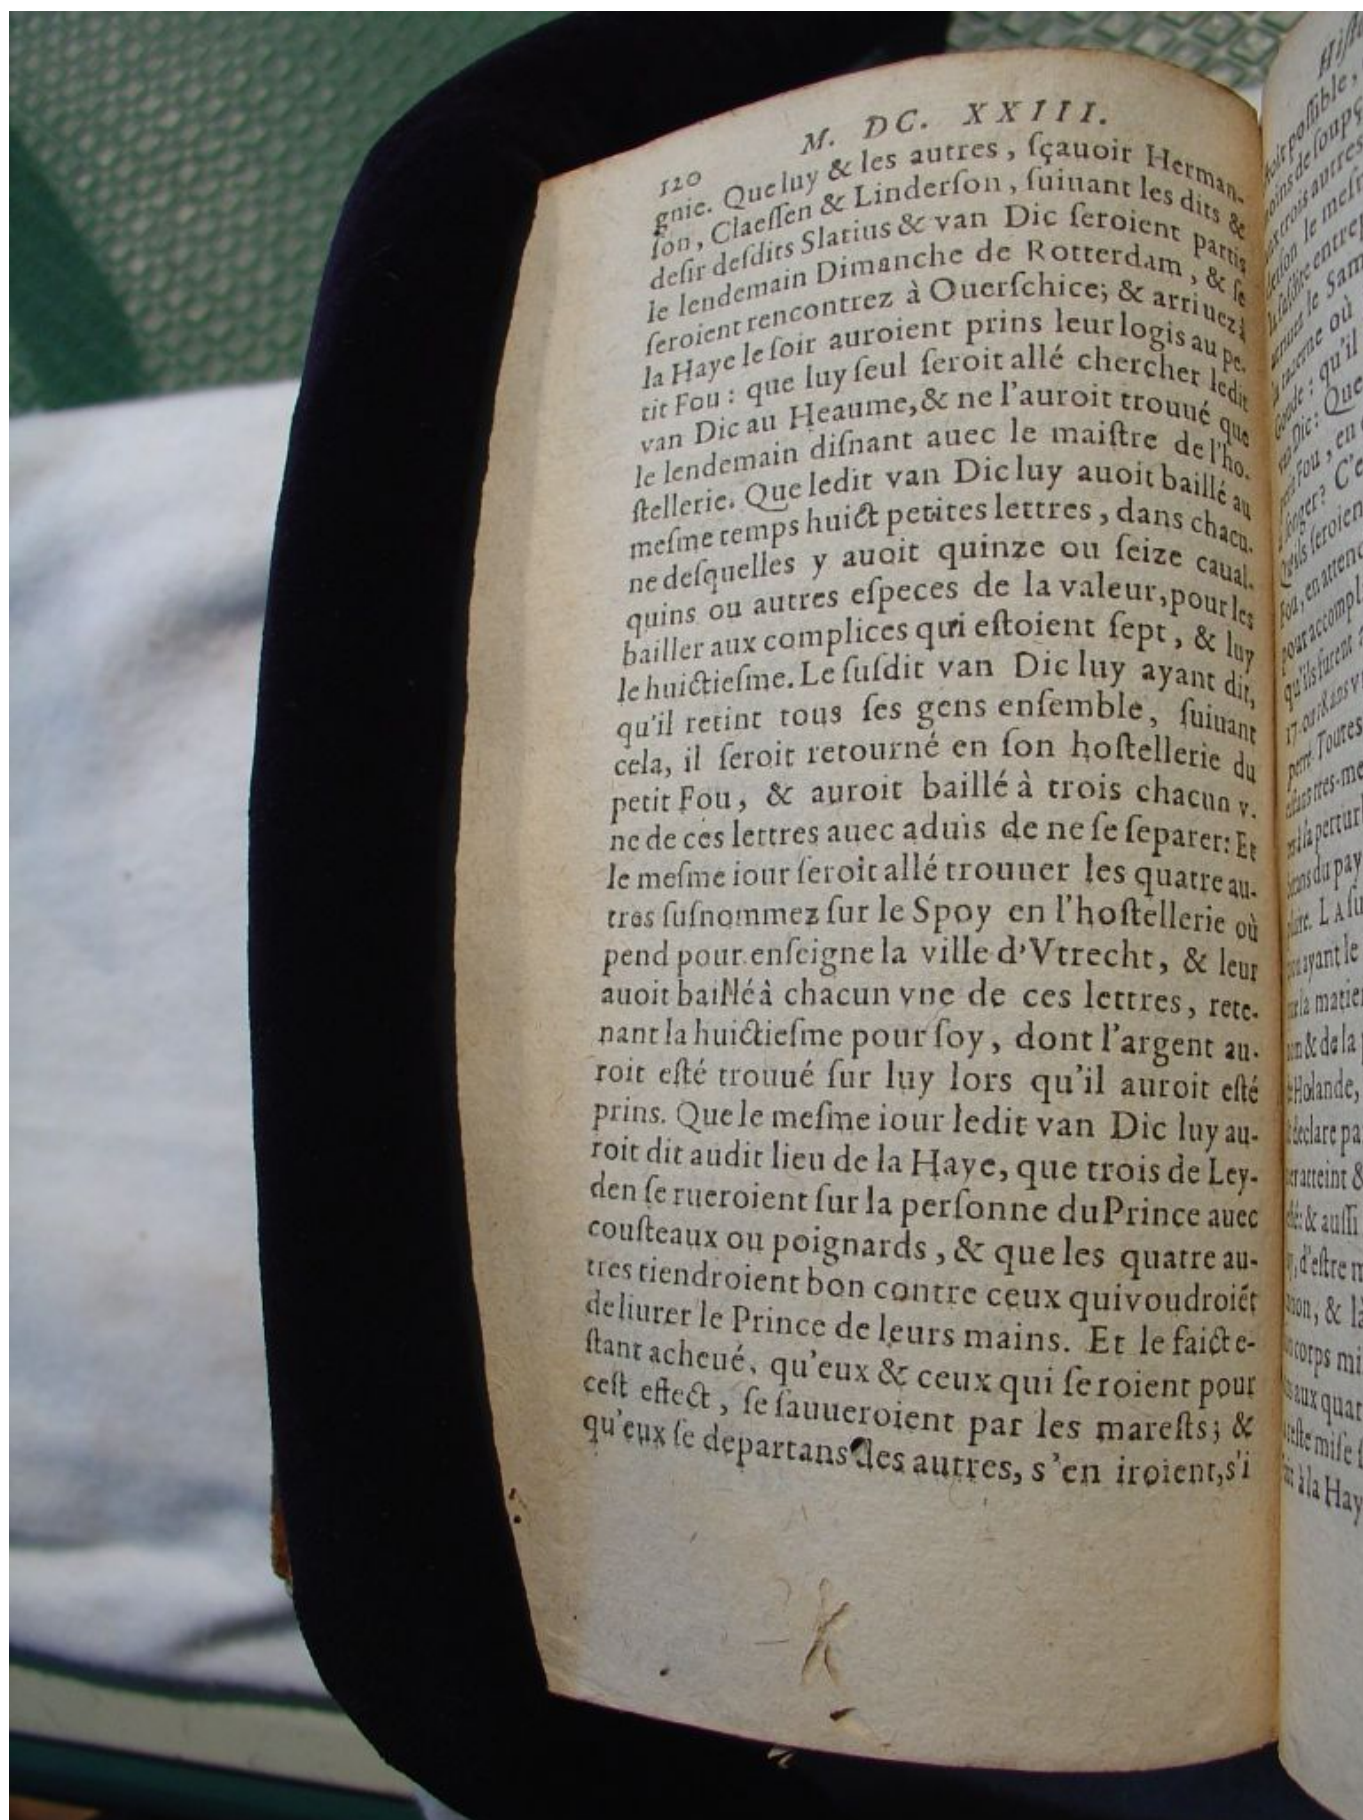 120
M. DC. XXIII.
gnie. Que luy & les autres, ſçauoir Herman-
ſon, Claeſſen & Linderſon, ſuiuant les dits &
deſir deſdits Slatius & van Dic ſeroient partis
le lendemain Dimanche de Rotterdam, & ſe
ſeroient rencontrez à Ouerſchice; & arriuez à
la Haye le ſoir auroient prins leur logis au pe-
tit Fou: que luy ſeul ſeroit allé chercher ledit
van Dic au Heaume, & ne l'auroit trouué que
le lendemain diſnant auec le maiſtre de l'ho-
ſtellerie. Que ledit van Dic luy auoit baillé au
meſme temps huict petites lettres, dans chacu-
ne deſquelles y auoit quinze ou ſeize caual-
quins ou autres eſpeces de la valeur, pour les
bailler aux complices qui eſtoient ſept, & luy
le huictieſme. Le ſuſdit van Dic luy ayant dit,
qu'il retint tous ſes gens enſemble, ſuiuant
cela, il ſeroit retourné en ſon hoſtellerie du
petit Fou, & auroit baillé à trois chacun v-
ne de ces lettres auec aduis de ne ſe ſeparer: Et
le meſme iour ſeroit allé trouuer les quatre au-
tres ſuſnommez ſur le Spoy en l'hoſtellerie où
pend pour enſeigne la ville d'Vtrecht, & leur
auoit baillé à chacun vne de ces lettres, rete-
nant la huictieſme pour ſoy, dont l'argent au-
roit eſté trouué ſur luy lors qu'il auroit eſté
prins. Que le meſme iour ledit van Dic luy au-
roit dit audit lieu de la Haye, que trois de Ley-
den ſe rueroient ſur la perſonne du Prince auec
couſteaux ou poignards, & que les quatre au-
tres tiendroient bon contre ceux qui voudroiẽt
deliurer le Prince de leurs mains. Et le faict e-
ſtant acheué, qu'eux & ceux qui ſeroient pour
ceſt effect, ſe ſauueroient par les mareſts; &
qu'eux ſe departans des autres, s'en iroient, s'i